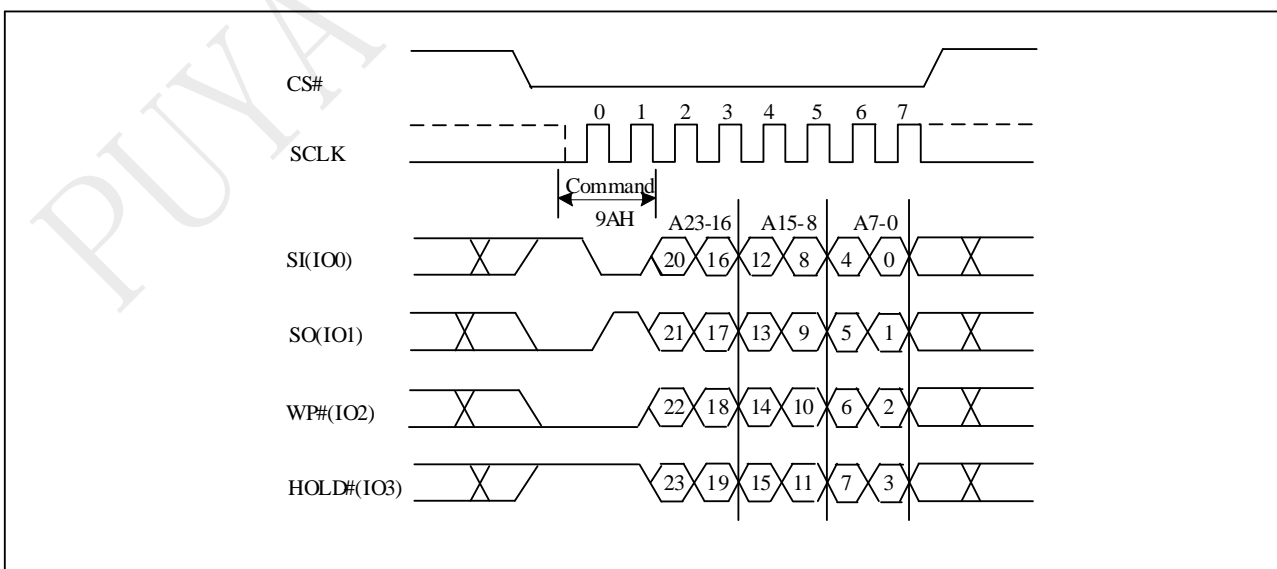 PUYA
CS#
0 1 2 3 4 5 6 7
SCLK
Command
9AH
A23-16 A15-8 A7-0
SI(IO0) 20 16 12 8 4 0
SO(IO1) 21 17 13 9 5 1
WP#(IO2) 22 18 14 10 6 2
HOLD#(IO3) 23 19 15 11 7 3